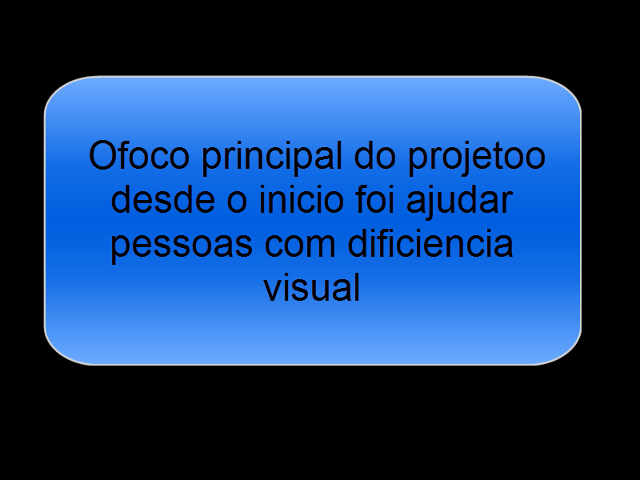 Ofoco principal do projetoo
desde o inicio foi ajudar
pessoas com dificiencia
visual